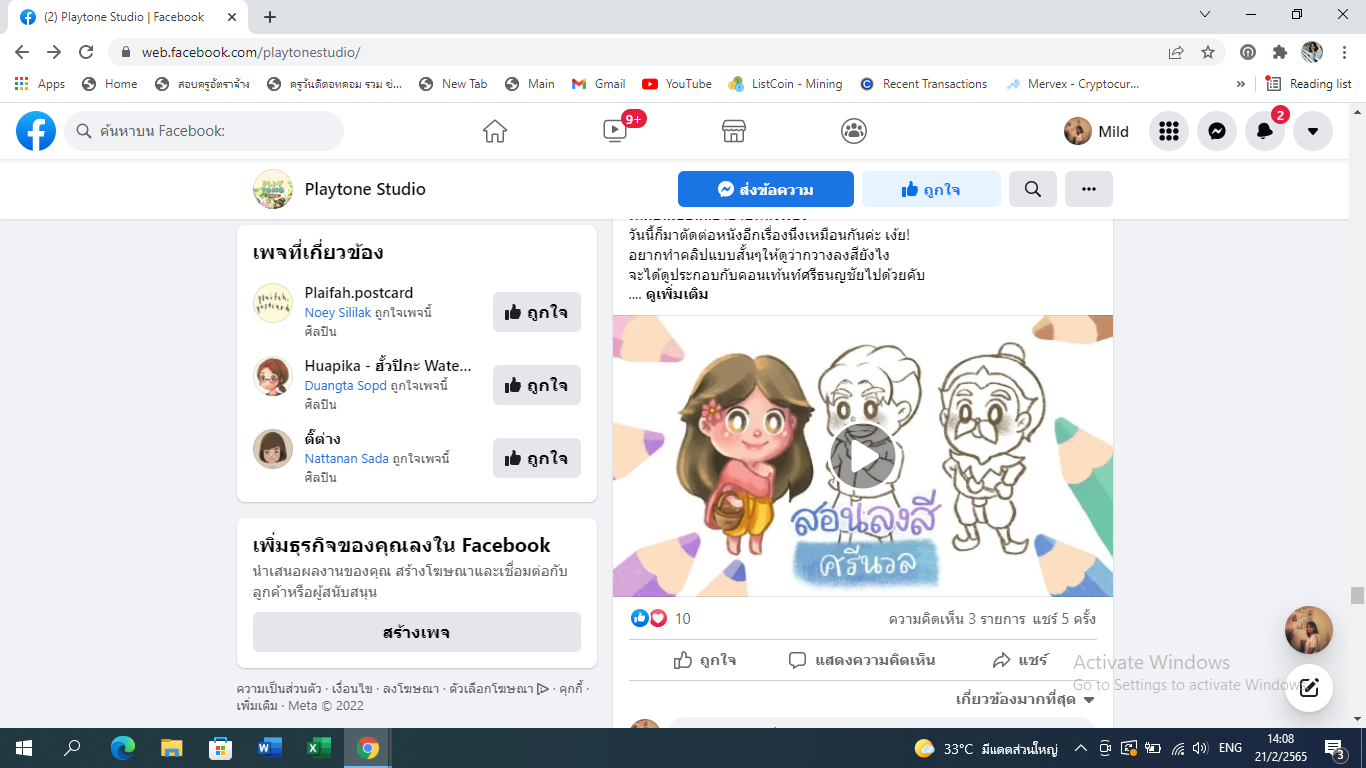 (2) Playtone Studio | Facebook
web.facebook.com/playtonestudio/
Apps
Home
สอบครูอัตราจ้าง
ครูวันดีดอทคอม รวม ข่...
New Tab
Main
Gmail
YouTube
ListCoin - Mining
Recent Transactions
Mervex - Cryptocur...
»
Reading list
ค้นหาบน Facebook:
9+
Mild
2
Playtone Studio
ส่งข้อความ
ถูกใจ
เพจที่เกี่ยวข้อง
Plaifah.postcard
Noey Sililak ถูกใจเพจนี้
ศิลปิน
ถูกใจ
Huapika - ฮั้วปิกะ Wate...
Duangta Sopd ถูกใจเพจนี้
ศิลปิน
ถูกใจ
ติ๊ต่าง
Nattanan Sada ถูกใจเพจนี้
ศิลปิน
ถูกใจ
เพิ่มธุรกิจของคุณลงใน Facebook
นำเสนอผลงานของคุณ สร้างโฆษณาและเชื่อมต่อกับ
ลูกค้าหรือผู้สนับสนุน
สร้างเพจ
ความเป็นส่วนตัว · เงื่อนไข · ลงโฆษณา · ตัวเลือกโฆษณา · คุกกี้ ·
เพิ่มเติม · Meta © 2022
วันนี้ก็มาตัดต่อหนังอีกเรื่องนึงเหมือนกันค่ะ เง้ย!
อยากทำคลิปแบบสั้นๆให้ดูว่ากวางลงสียังไง
จะได้ดูประกอบกับคอนเท้นท์ศรีธนญชัยไปด้วยคับ
.... ดูเพิ่มเติม
สอนลงสี
ศรีนวล
10
ความคิดเห็น 3 รายการ แชร์ 5 ครั้ง
ถูกใจ
แสดงความคิดเห็น
แชร์
เกี่ยวข้องมากที่สุด
Activate Windows
Go to Settings to activate Windows.
33°C มีแดดส่วนใหญ่
ENG
14:08
21/2/2565
3